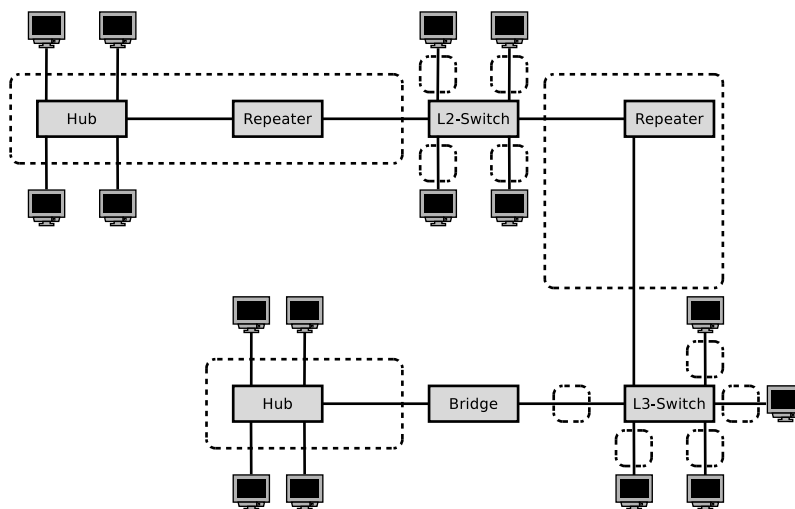 Hub
Repeater
L2-Switch
Repeater
Hub
Bridge
L3-Switch